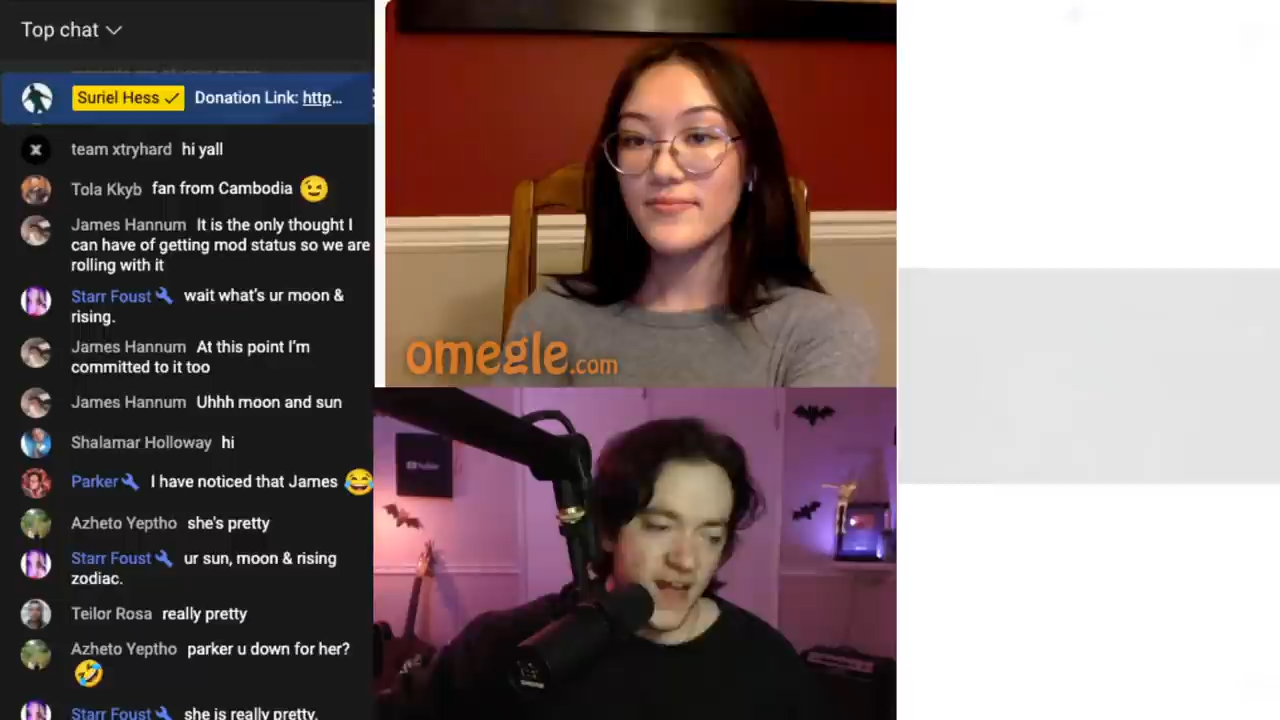 Top chat
Suriel Hess Donation Link: http...
team xtryhard hi yall
Tola Kkyb fan from Cambodia 😉
James Hannum It is the only thought I
can have of getting mod status so we are
rolling with it
Starr Foust wait what's ur moon &
rising.
James Hannum At this point I'm
committed to it too
James Hannum Uhhh moon and sun
Shalamar Holloway hi
Parker I have noticed that James 😂
Azheto Yeptho she's pretty
Starr Foust ur sun, moon & rising
zodiac.
Teilor Rosa really pretty
Azheto Yeptho parker u down for her?
🤣
Starr Foust she is really pretty.
omegle.com